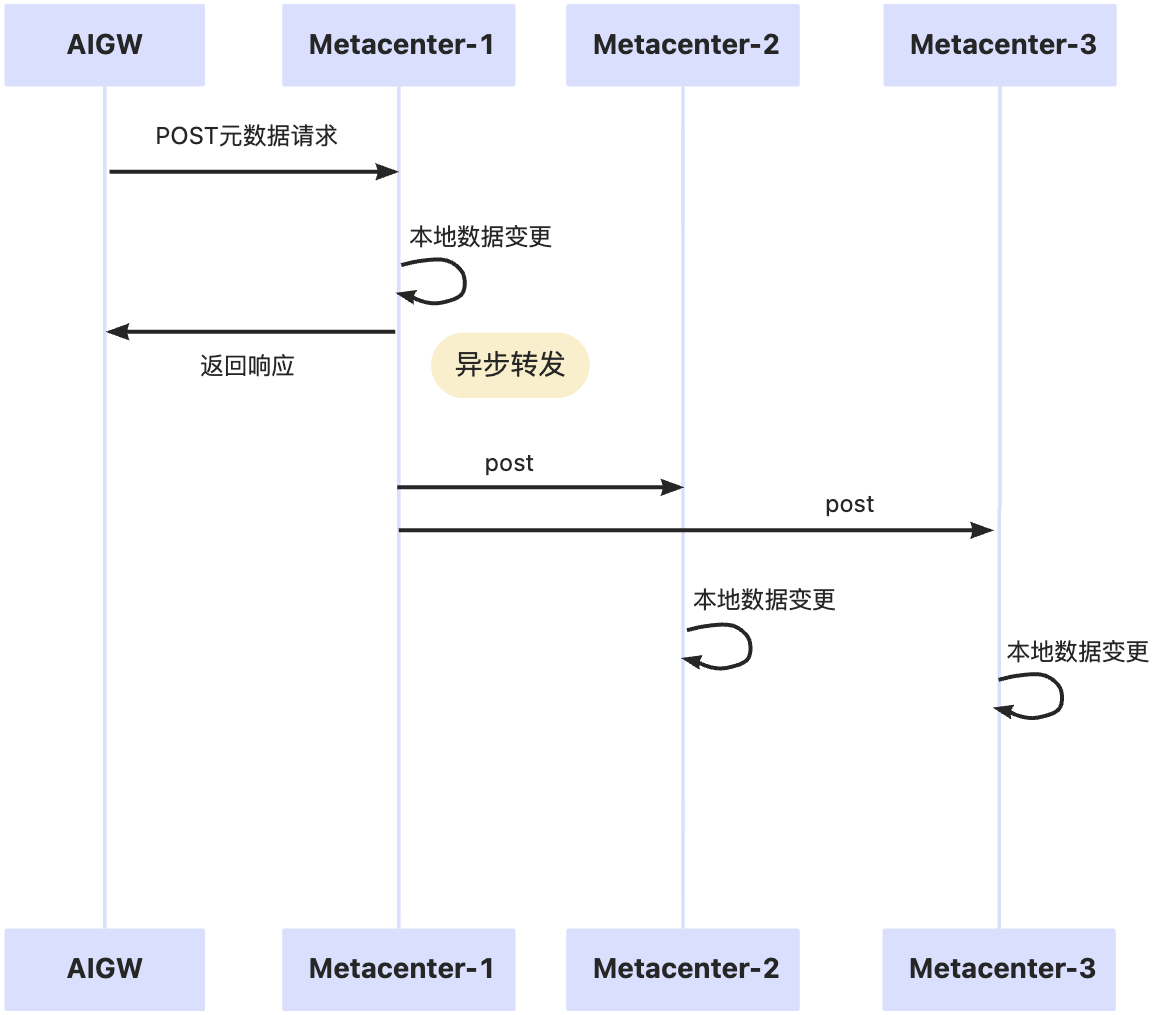 AIGW
Metacenter-1
Metacenter-2
Metacenter-3
POST元数据请求
本地数据变更
返回响应
异步转发
post
post
本地数据变更
本地数据变更
AIGW
Metacenter-1
Metacenter-2
Metacenter-3